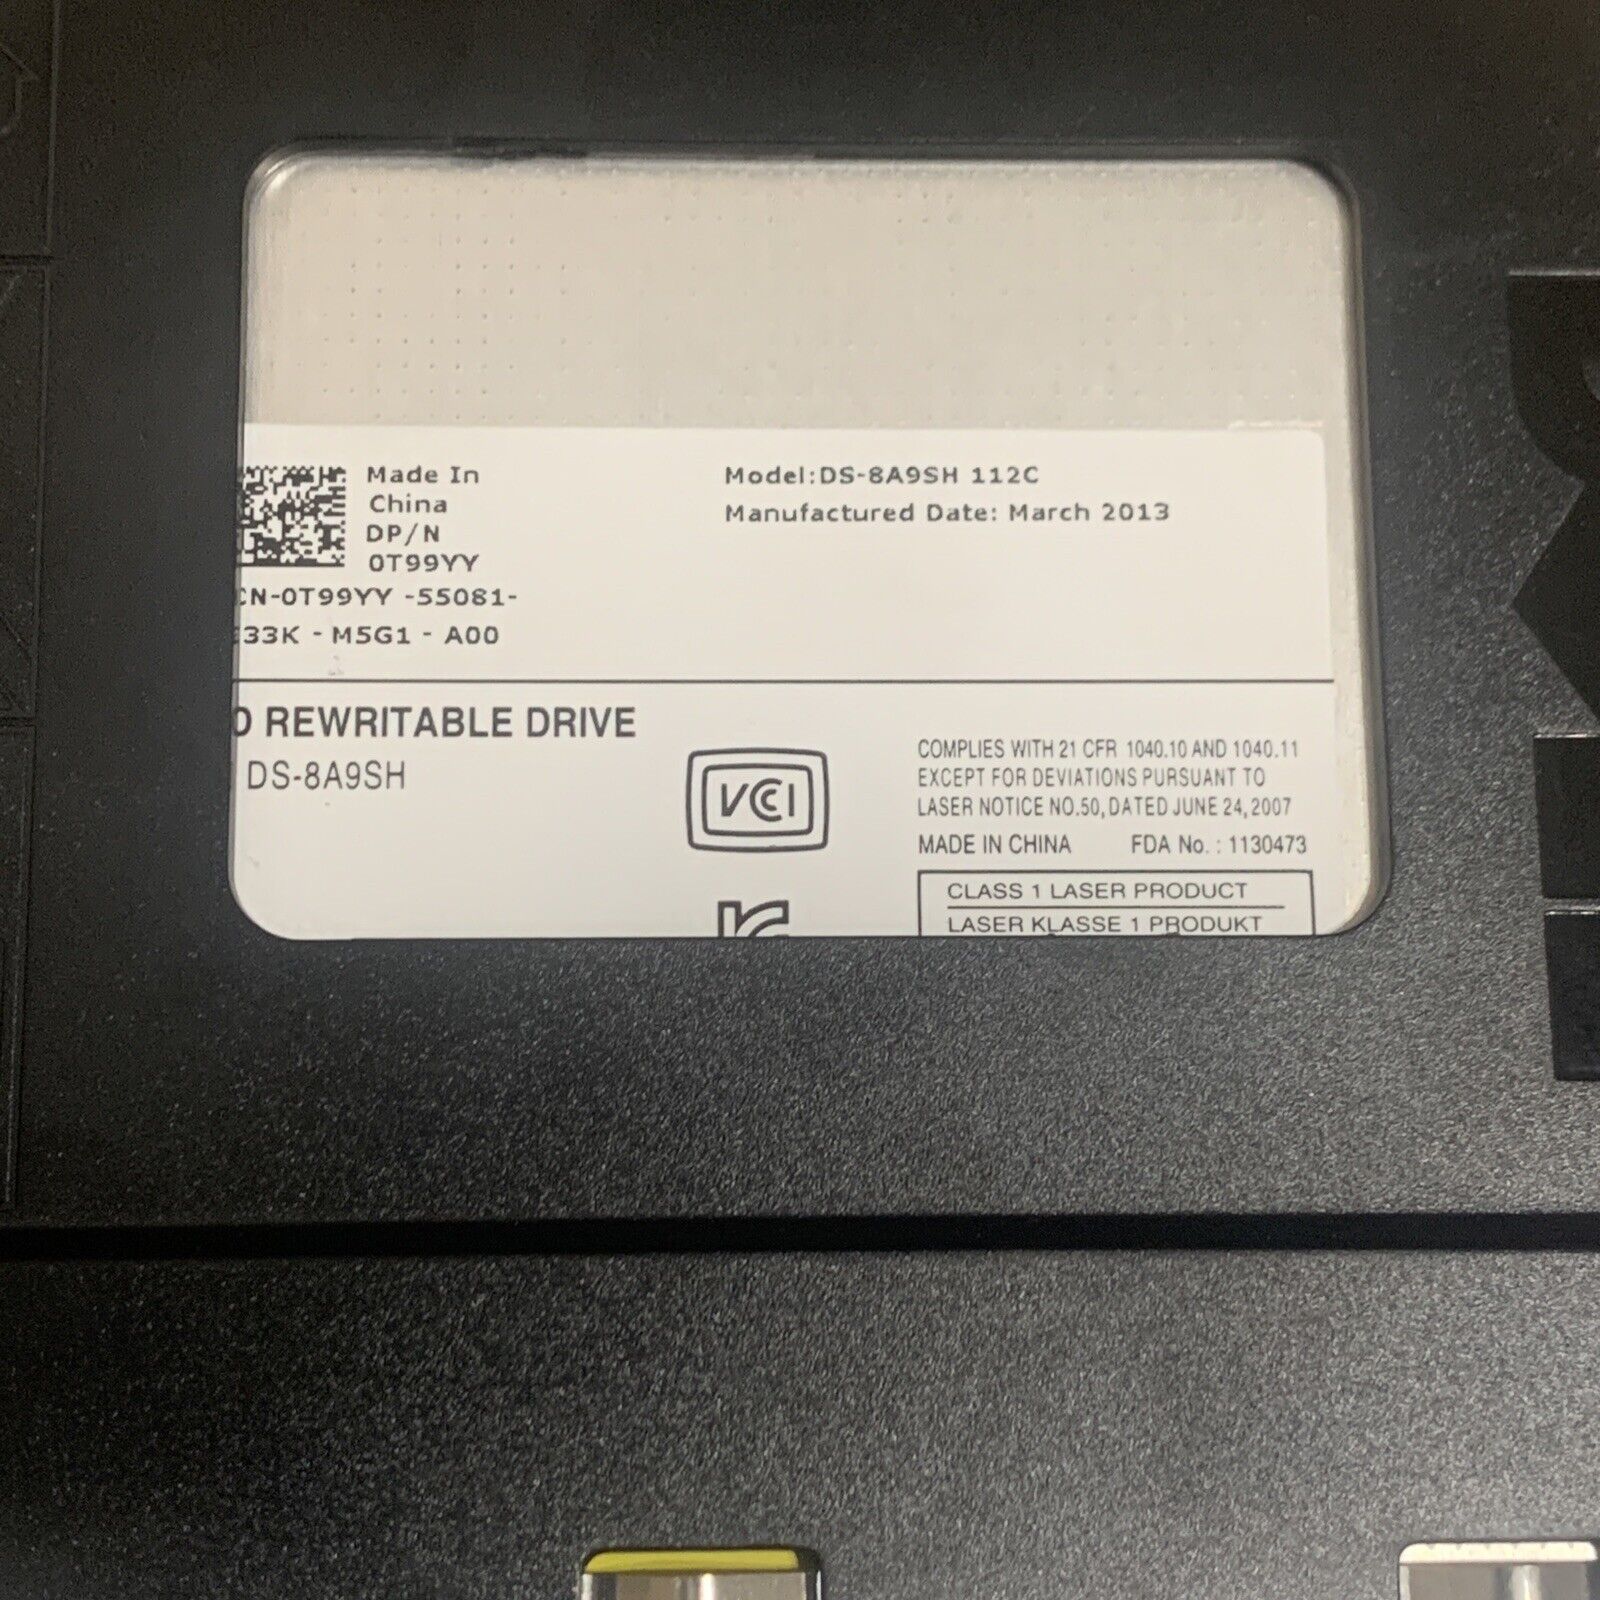 Made In
China
DP/N
0T99YY
CN-0T99YY -55081-
33K - M5G1 - A00
Model:DS-8A9SH 112C
Manufactured Date: March 2013
REWRITABLE DRIVE
DS-8A9SH
VCCI
COMPLIES WITH 21 CFR 1040.10 AND 1040.11
EXCEPT FOR DEVIATIONS PURSUANT TO
LASER NOTICE NO.50, DATED JUNE 24, 2007
MADE IN CHINA FDA No. : 1130473
CLASS 1 LASER PRODUCT
LASER KLASSE 1 PRODUKT